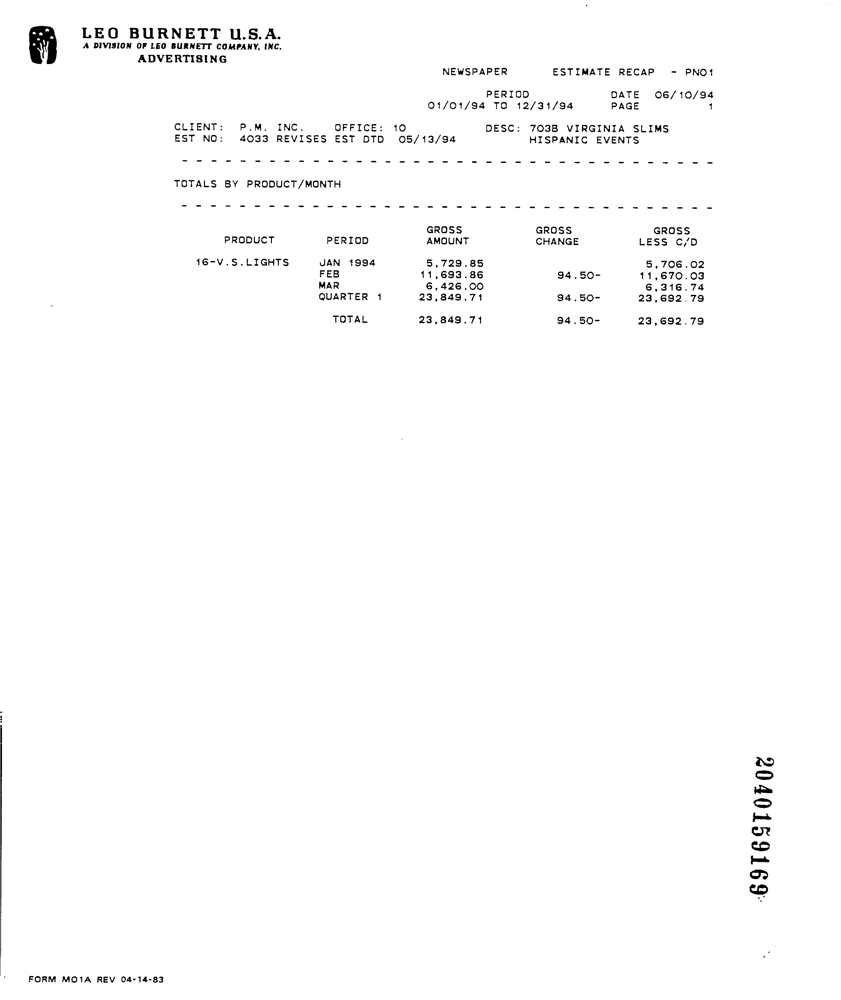 LEO BURNETT U.S.A.
A DIVISION OF LEO BURNETT COMPANY, INC.
ADVERTISING
NEWSPAPER ESTIMATE RECAP - PNO1
PERIOD DATE 06/10/94
01/01/94 TO 12/31/94 PAGE 1
CLIENT: P.M. INC. OFFICE: 10 DESC: 703B VIRGINIA SLIMS
EST NO: 4033 REVISES EST DTD 05/13/94 HISPANIC EVENTS
TOTALS BY PRODUCT/MONTH
GROSS GROSS GROSS
PRODUCT PERIOD AMOUNT CHANGE LESS C/D
16-V.S.LIGHTS JAN 1994 5,729.85 5,706.02
FEB 11,693.86 94.50- 11,670.03
MAR 6,426.00 6,316.74
QUARTER 1 23,849.71 94.50- 23,692.79
TOTAL 23,849.71 94.50- 23,692.79
2040159169
FORM MO1A REV 04-14-83